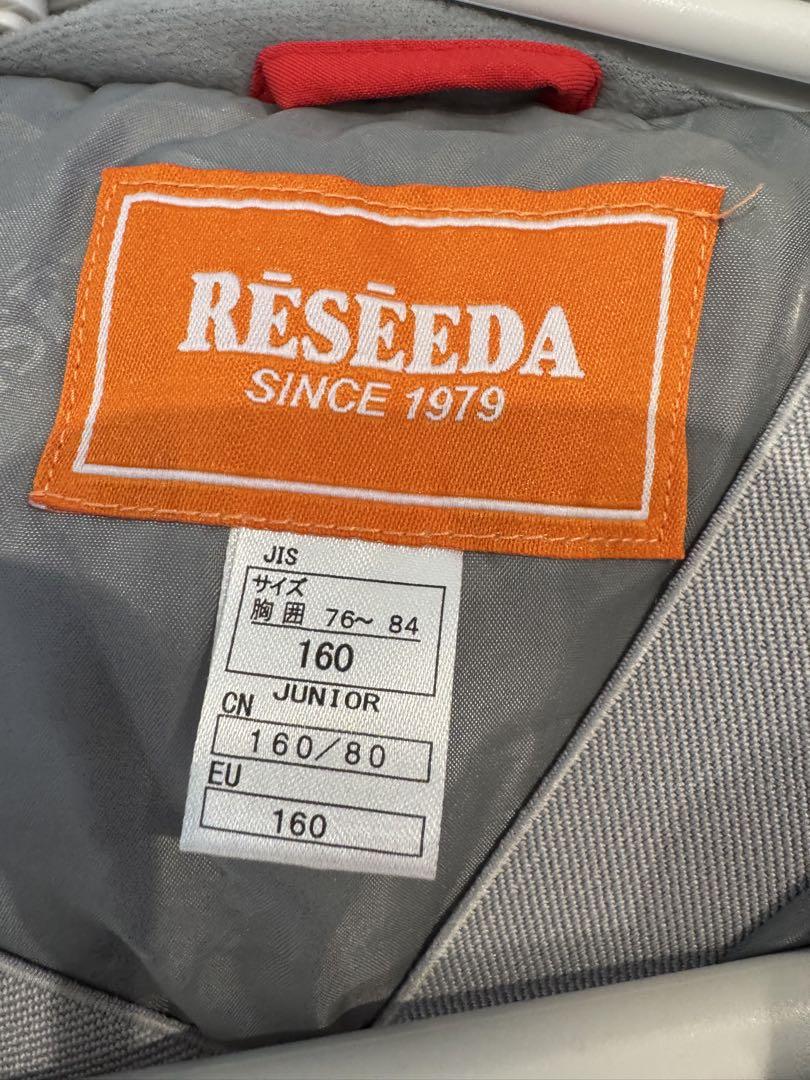 RĒSĒEDA
SINCE 1979
JIS
サイズ
胸囲 76～84
160
JUNIOR
CN
160/80
EU
160